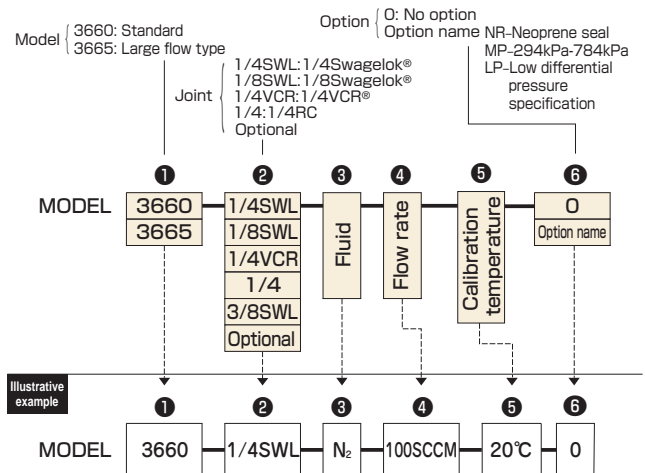 Model { 3660: Standard
3665: Large flow type
Joint { 1/4SWL:1/4Swagelok®
1/8SWL:1/8Swagelok®
1/4VCR:1/4VCR®
1/4:1/4RC
Optional
Option { 0: No option
Option name NR-Neoprene seal
MP-294kPa-784kPa
LP-Low differential
pressure
specification
❶ ❷ ❸ ❹ ❺ ❻
MODEL 3660 1/4SWL Fluid Flow rate Calibration temperature 0
3665 1/8SWL Option name
1/4VCR
1/4
3/8SWL
Optional
Illustrative
example
❶ ❷ ❸ ❹ ❺ ❻
MODEL 3660 1/4SWL N₂ 100SCCM 20℃ 0